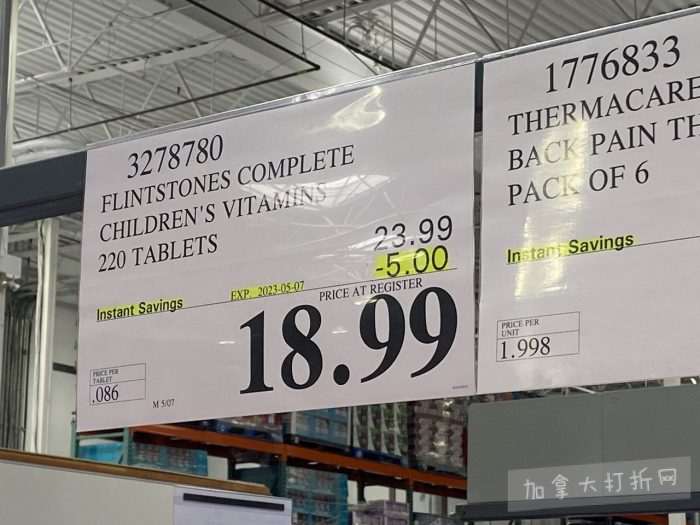 3278780
FLINTSTONES COMPLETE
CHILDREN'S VITAMINS
220 TABLETS
23.99
-5.00
Instant Savings
EXP. 2023-05-07
PRICE AT REGISTER
18.99
PRICE PER
TABLET
.086
M 5/07
1776833
THERMACARE
BACK PAIN TH
PACK OF 6
Instant Savings
PRICE PER
UNIT
1.998
加拿大打折网